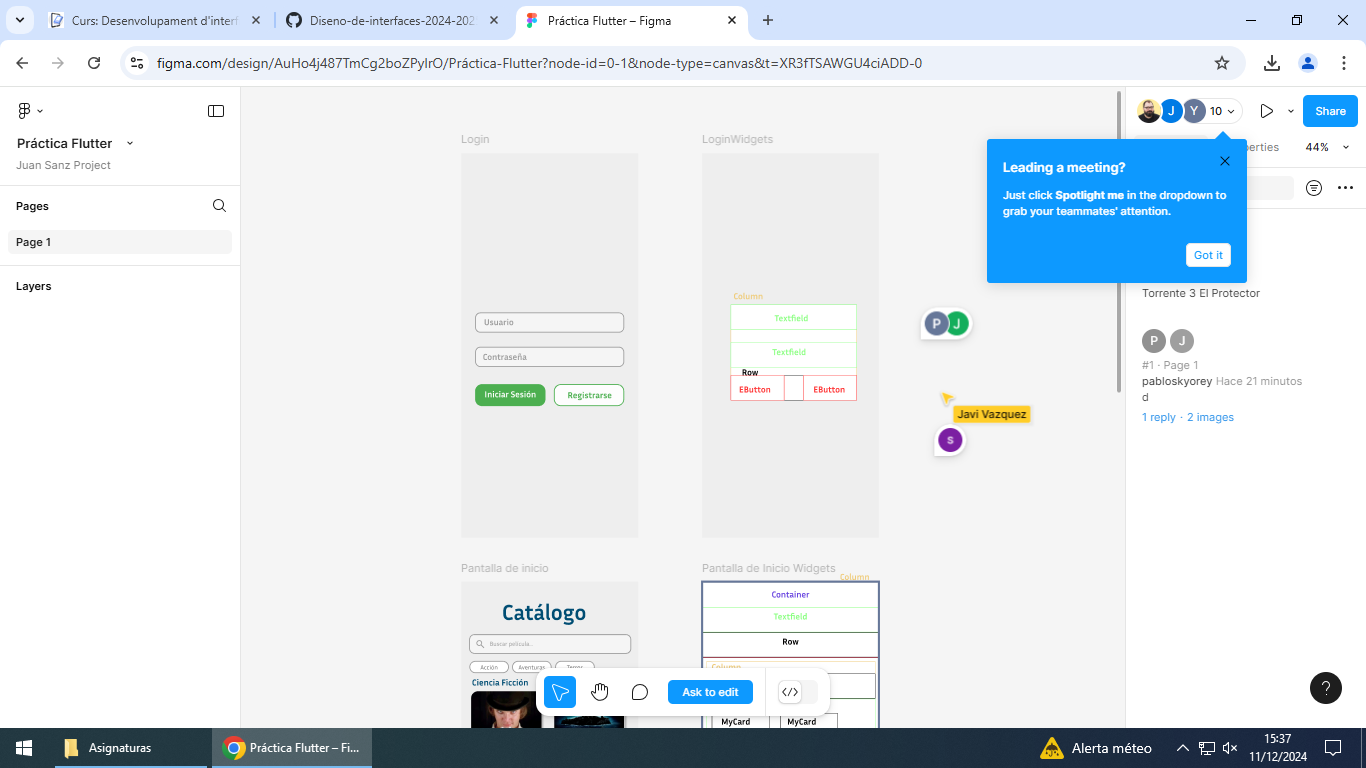 Curs: Desenvolupament d'interf
Diseno-de-interfaces-2024-202
Práctica Flutter – Figma
figma.com/design/AuHo4j487TmCg2boZPylrO/Práctica-Flutter?node-id=0-1&node-type=canvas&t=XR3fTSAWGU4ciADD-0
Práctica Flutter
Juan Sanz Project
Pages
Page 1
Layers
Login
Usuario
Contraseña
Iniciar Sesión
Registrarse
LoginWidgets
Column
Textfield
Textfield
Row
EButton
EButton
P
J
Javi Vazquez
S
Pantalla de inicio
Catálogo
Buscar película...
Acción
Aventuras
Terror
Ciencia Ficción
Pantalla de Inicio Widgets
Column
Container
Textfield
Row
Column
MyCard
MyCard
Ask to edit
J
Y
10
Share
perties
44%
Leading a meeting?
Just click Spotlight me in the dropdown to
grab your teammates' attention.
Got it
Torrente 3 El Protector
P
J
#1 · Page 1
pabloskyorey Hace 21 minutos
d
1 reply · 2 images
?
Asignaturas
Práctica Flutter – Fi...
Alerta méteo
15:37
11/12/2024